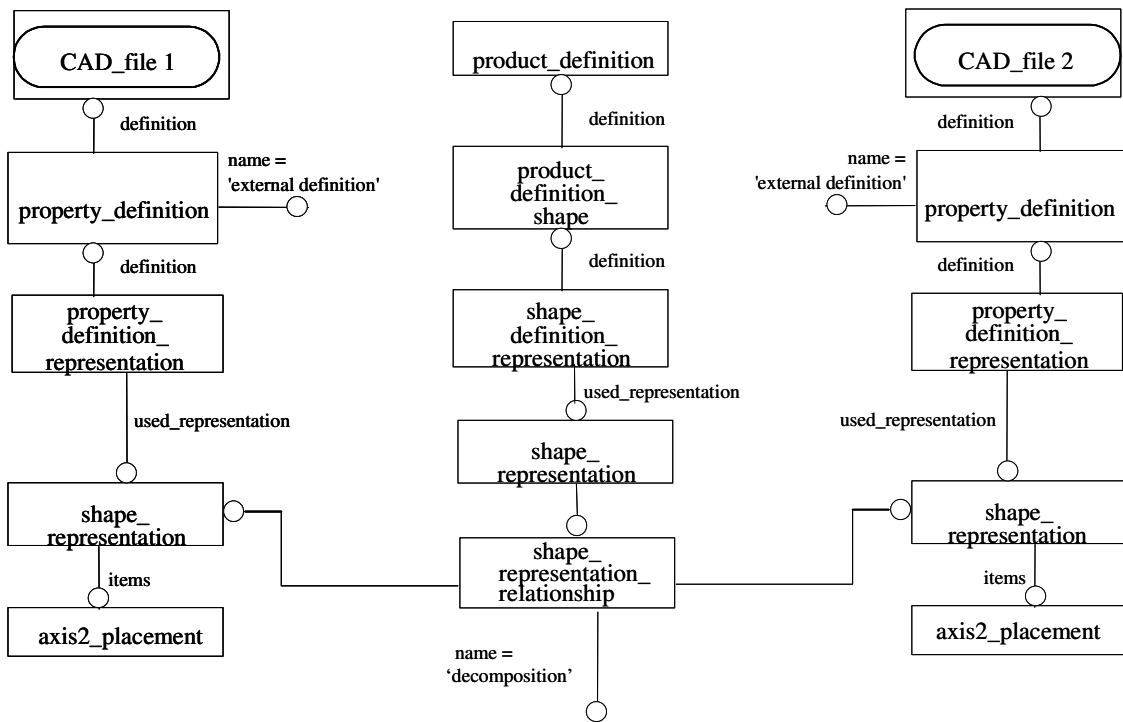 CAD_file 1
definition
name =
'external definition'
property_definition
definition
property_
definition_
representation
used_representation
shape_
representation
items
axis2_placement
product_definition
definition
product_
definition_
shape
definition
shape_
definition_
representation
used_representation
shape_
representation
shape_
representation_
relationship
name =
‘decomposition’
CAD_file 2
definition
name =
'external definition'
property_definition
definition
property_
definition_
representation
used_representation
shape_
representation
items
axis2_placement